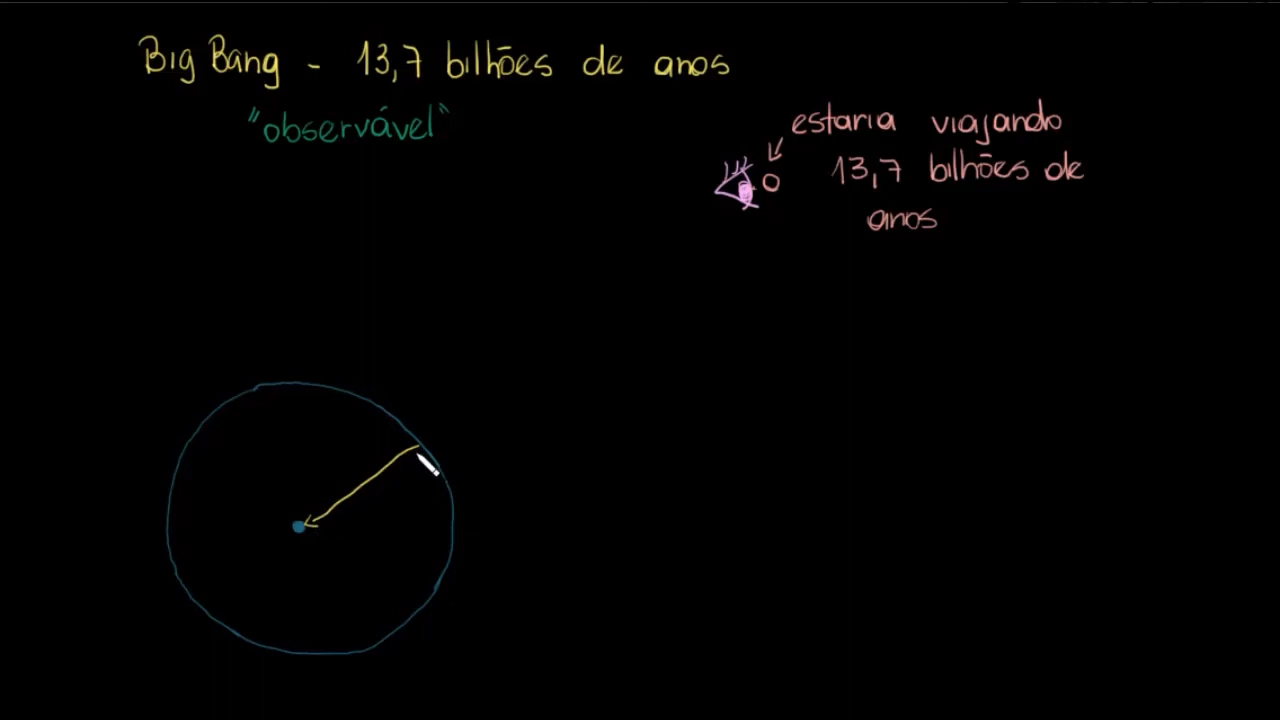 Big Bang - 13,7 bilhões de anos
"observável"
estaria viajando
13,7 bilhões de
anos